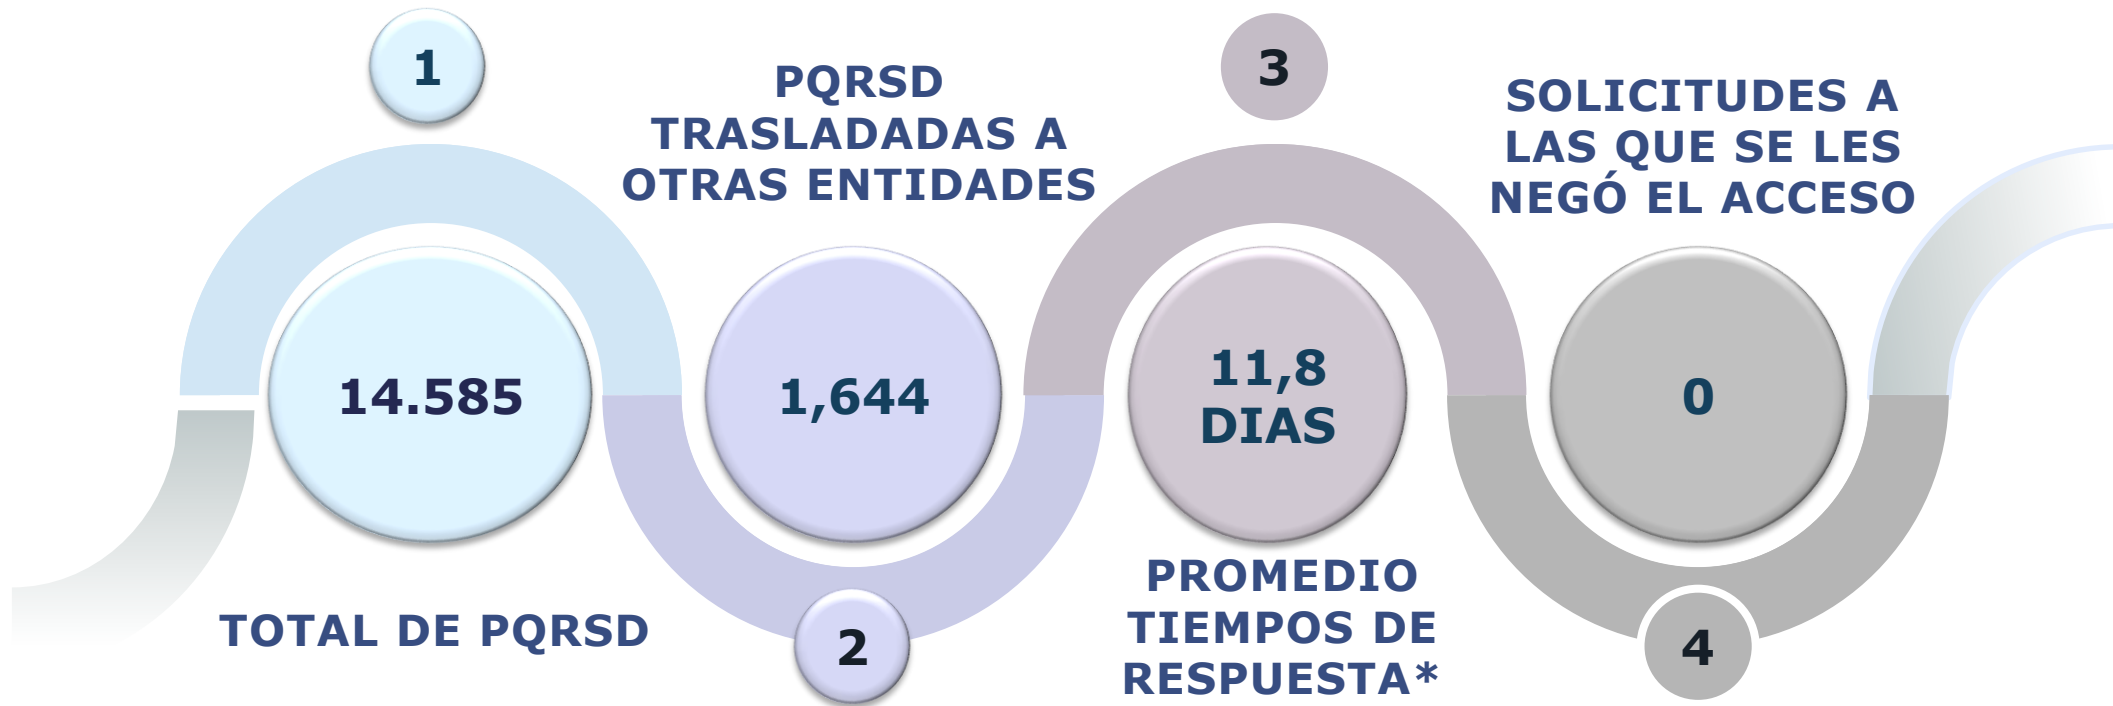 1
14.585
TOTAL DE PQRSD
PQRSD
TRASLADADAS A
OTRAS ENTIDADES
1,644
2
3
11,8
DIAS
PROMEDIO
TIEMPOS DE
RESPUESTA*
SOLICITUDES A
LAS QUE SE LES
NEGÓ EL ACCESO
0
4